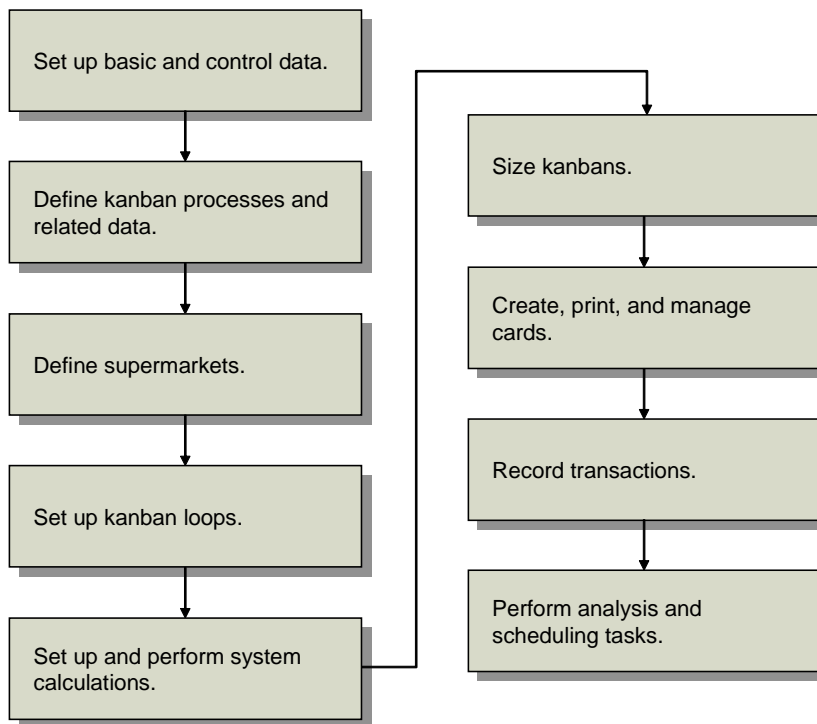 Set up basic and control data.
Define kanban processes and
related data.
Define supermarkets.
Set up kanban loops.
Set up and perform system
calculations.
Size kanbans.
Create, print, and manage
cards.
Record transactions.
Perform analysis and
scheduling tasks.